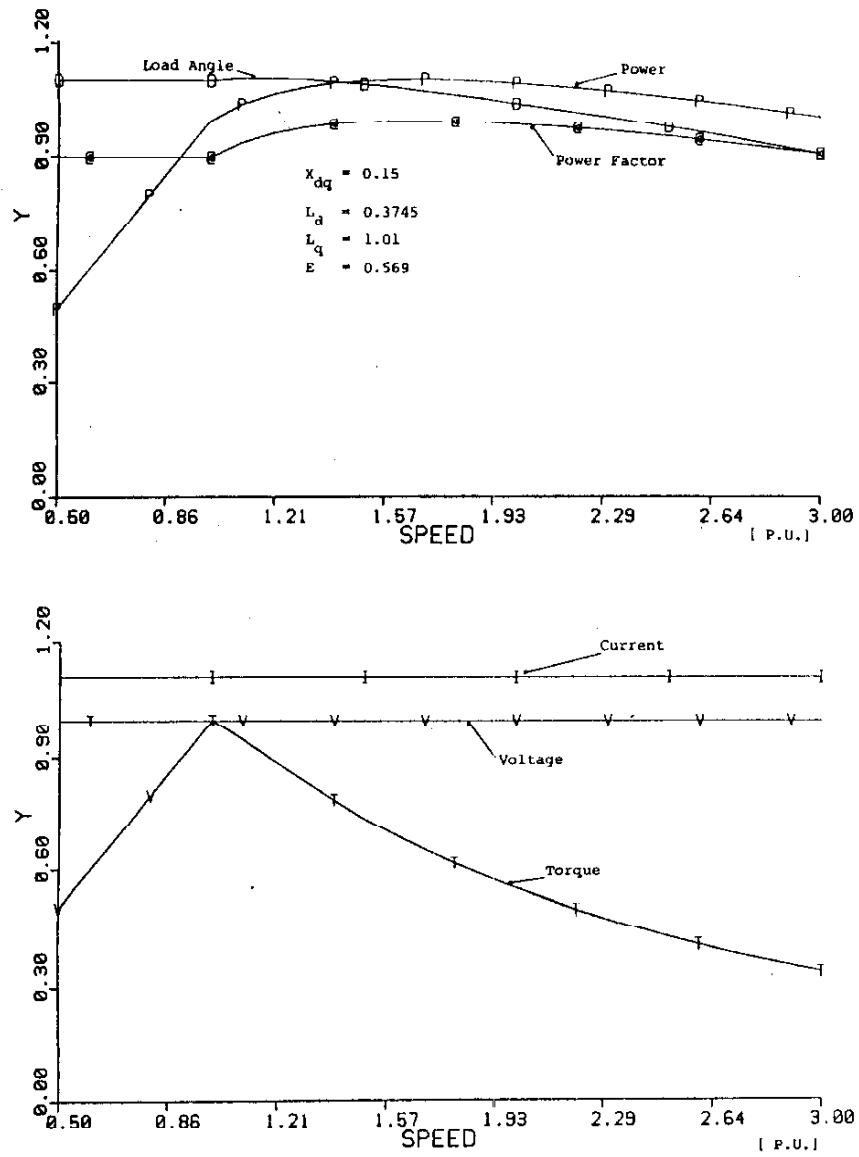 1.20
0.90
0.60
0.30
0.00
Y
Load Angle
Power
Power Factor
X dq = 0.15
L d = 0.3745
L q = 1.01
E = 0.569
0.50 0.86 1.21 1.57 1.93 2.29 2.64 3.00
SPEED
[ P.U.]
1.20
0.90
0.60
0.30
0.00
Y
Current
Voltage
Torque
0.50 0.86 1.21 1.57 1.93 2.29 2.64 3.00
SPEED
[ P.U.]